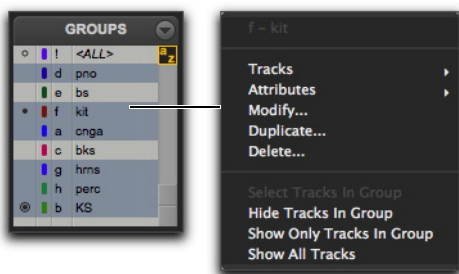 GROUPS
a z
! <ALL>
d pno
e bs
f kit
a cnga
c bks
g hrns
h perc
b KS
f – kit
Tracks
Attributes
Modify...
Duplicate...
Delete...
Select Tracks In Group
Hide Tracks In Group
Show Only Tracks In Group
Show All Tracks